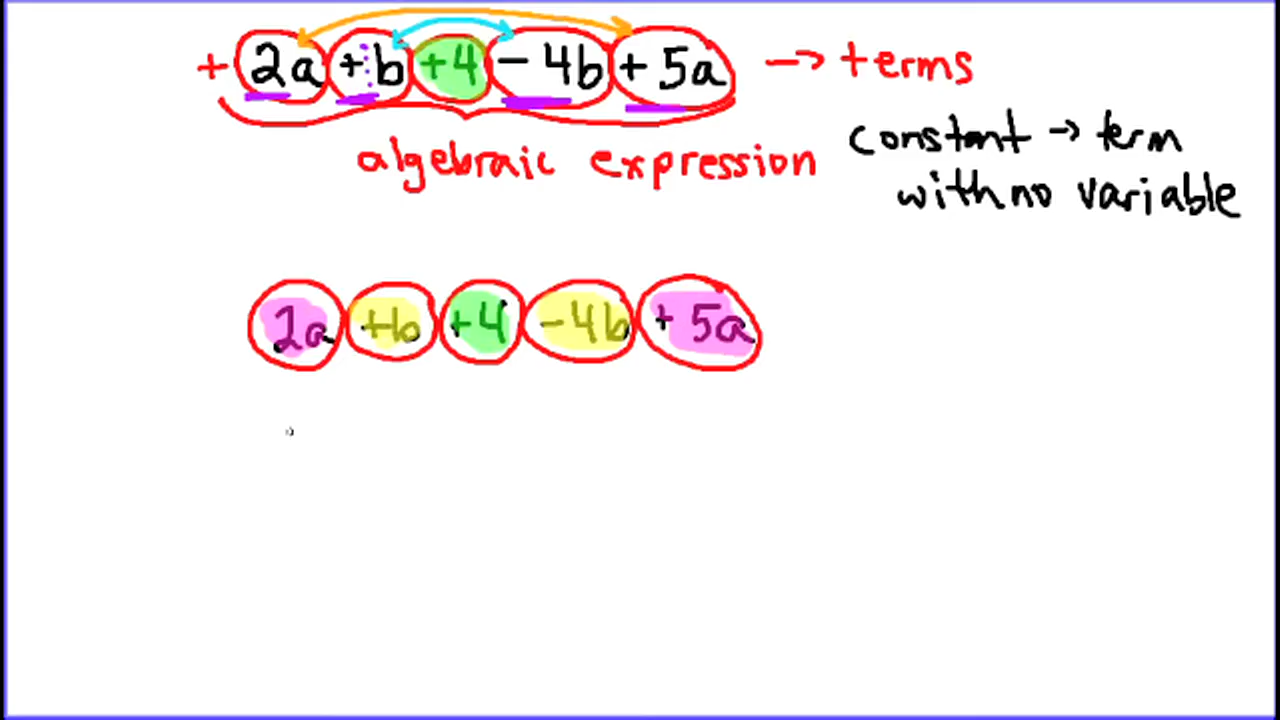 + 2a + b + 4 - 4b + 5a → terms
algebraic expression
constant → term
with no variable
2a + b + 4 - 4b + 5a